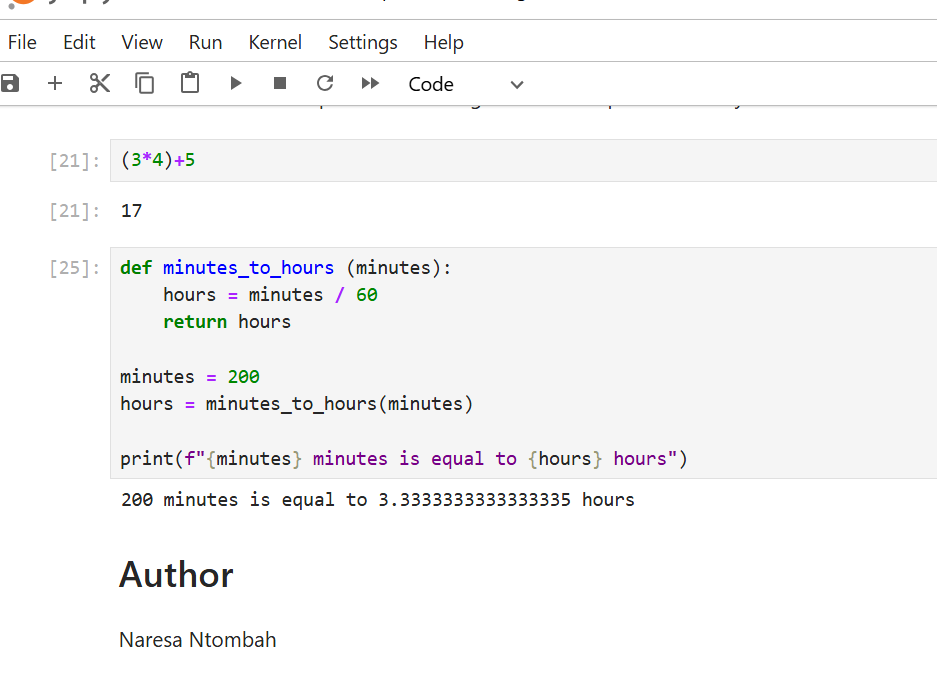 File Edit View Run Kernel Settings Help
Code
[21]: (3*4)+5
[21]: 17
[25]: def minutes_to_hours (minutes):
    hours = minutes / 60
    return hours
minutes = 200
hours = minutes_to_hours(minutes)
print(f"{minutes} minutes is equal to {hours} hours")
200 minutes is equal to 3.3333333333333335 hours
Author
Naresa Ntombah